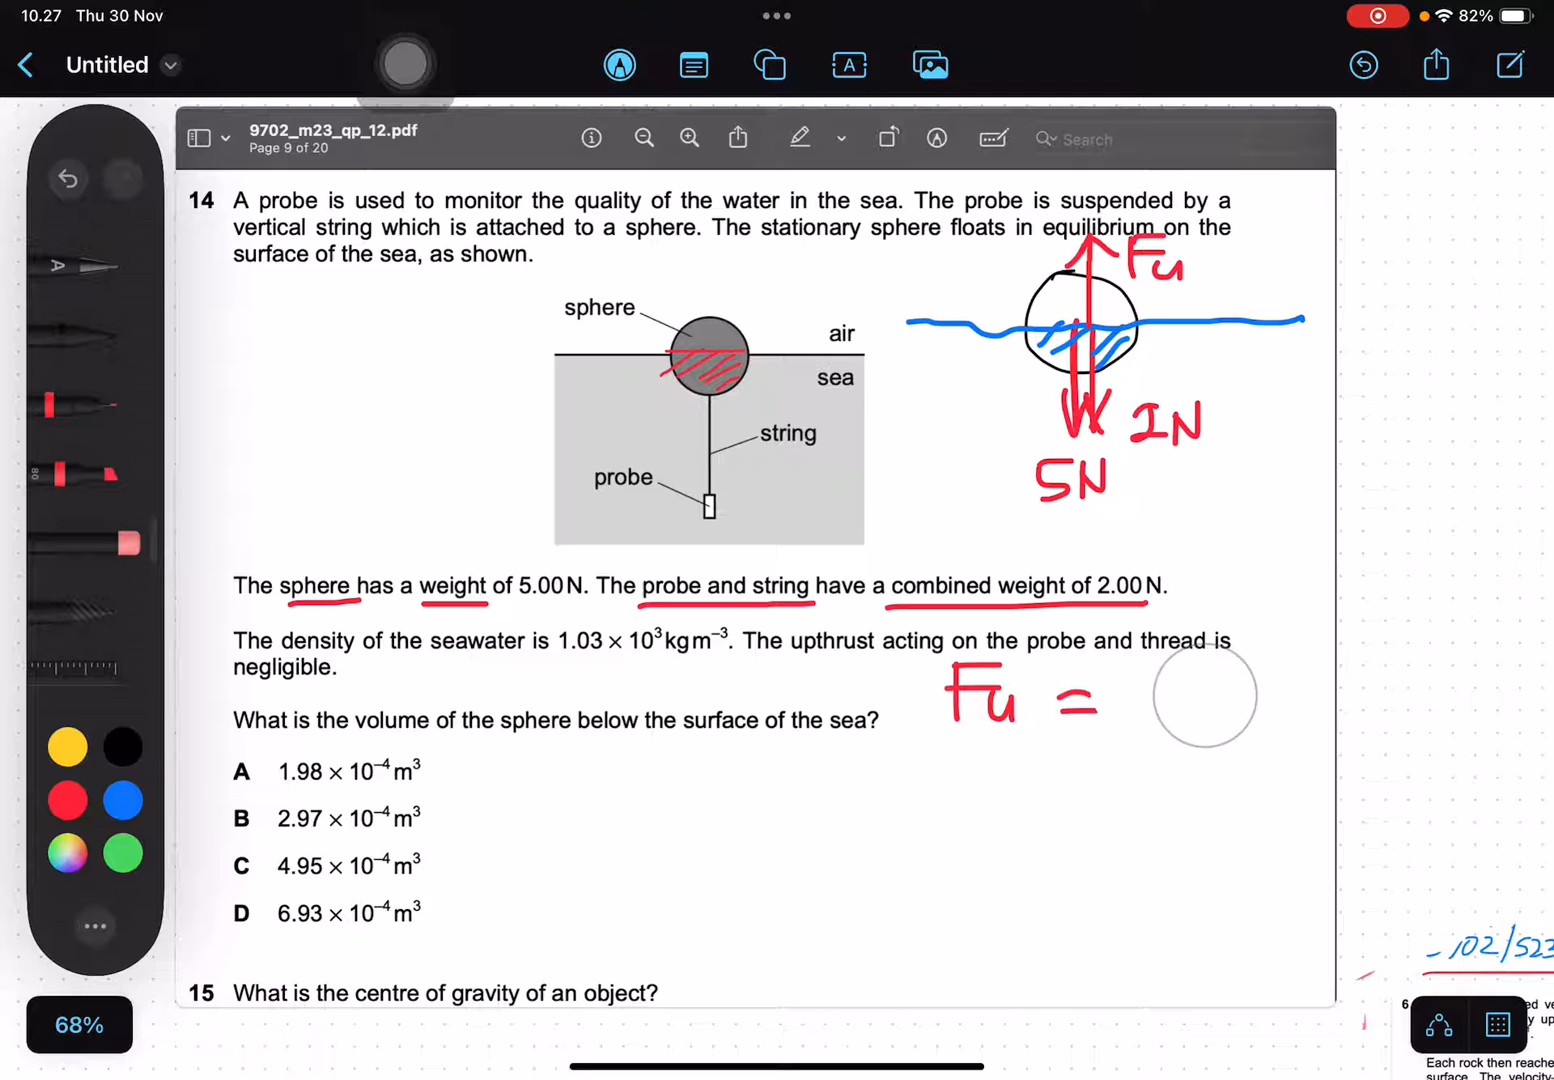 10.27 Thu 30 Nov
82%
Untitled
A
9702_m23_qp_12.pdf
Page 9 of 20
Search
14 A probe is used to monitor the quality of the water in the sea. The probe is suspended by a
vertical string which is attached to a sphere. The stationary sphere floats in equilibrium on the
surface of the sea, as shown.
Fu
sphere
air
sea
string
2N
probe
5N
The sphere has a weight of 5.00 N. The probe and string have a combined weight of 2.00 N.
The density of the seawater is 1.03 × 10³ kg m⁻³. The upthrust acting on the probe and thread is
negligible.
Fu =
What is the volume of the sphere below the surface of the sea?
A 1.98 × 10⁻⁴ m³
B 2.97 × 10⁻⁴ m³
C 4.95 × 10⁻⁴ m³
D 6.93 × 10⁻⁴ m³
15 What is the centre of gravity of an object?
80
68%
6
Each rock then reache